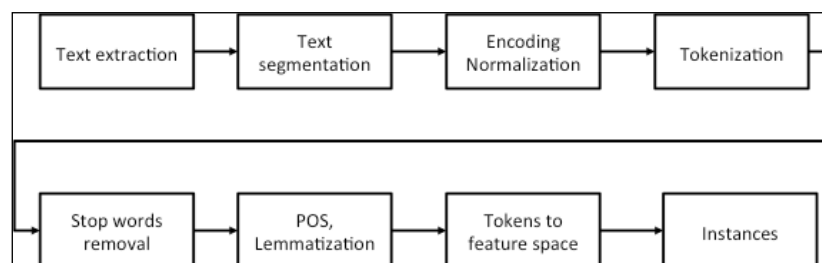 Text extraction
Text
segmentation
Encoding
Normalization
Tokenization
Stop words
removal
POS,
Lemmatization
Tokens to
feature space
Instances